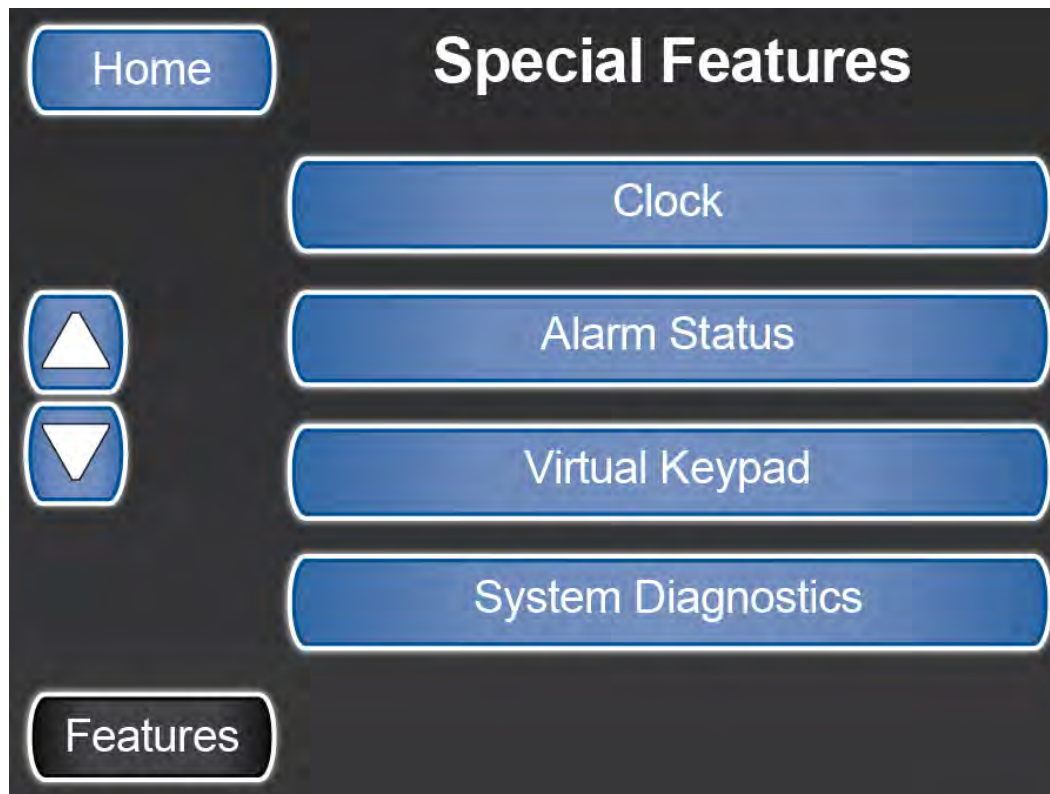 Home
Special Features
Clock
Alarm Status
Virtual Keypad
System Diagnostics
Features